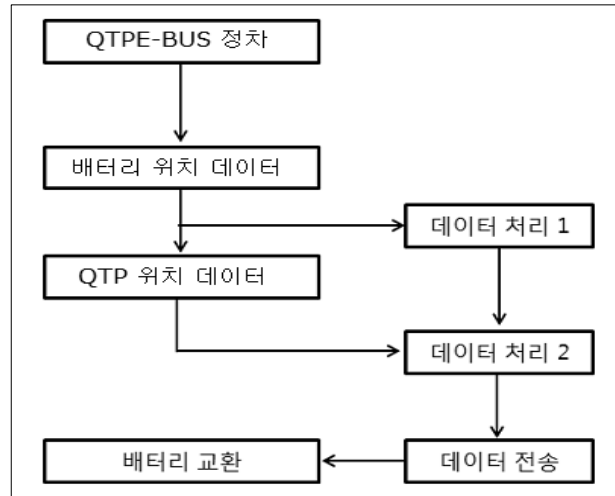 QTPE-BUS 정차
배터리 위치 데이터
데이터 처리 1
QTP 위치 데이터
데이터 처리 2
배터리 교환
데이터 전송